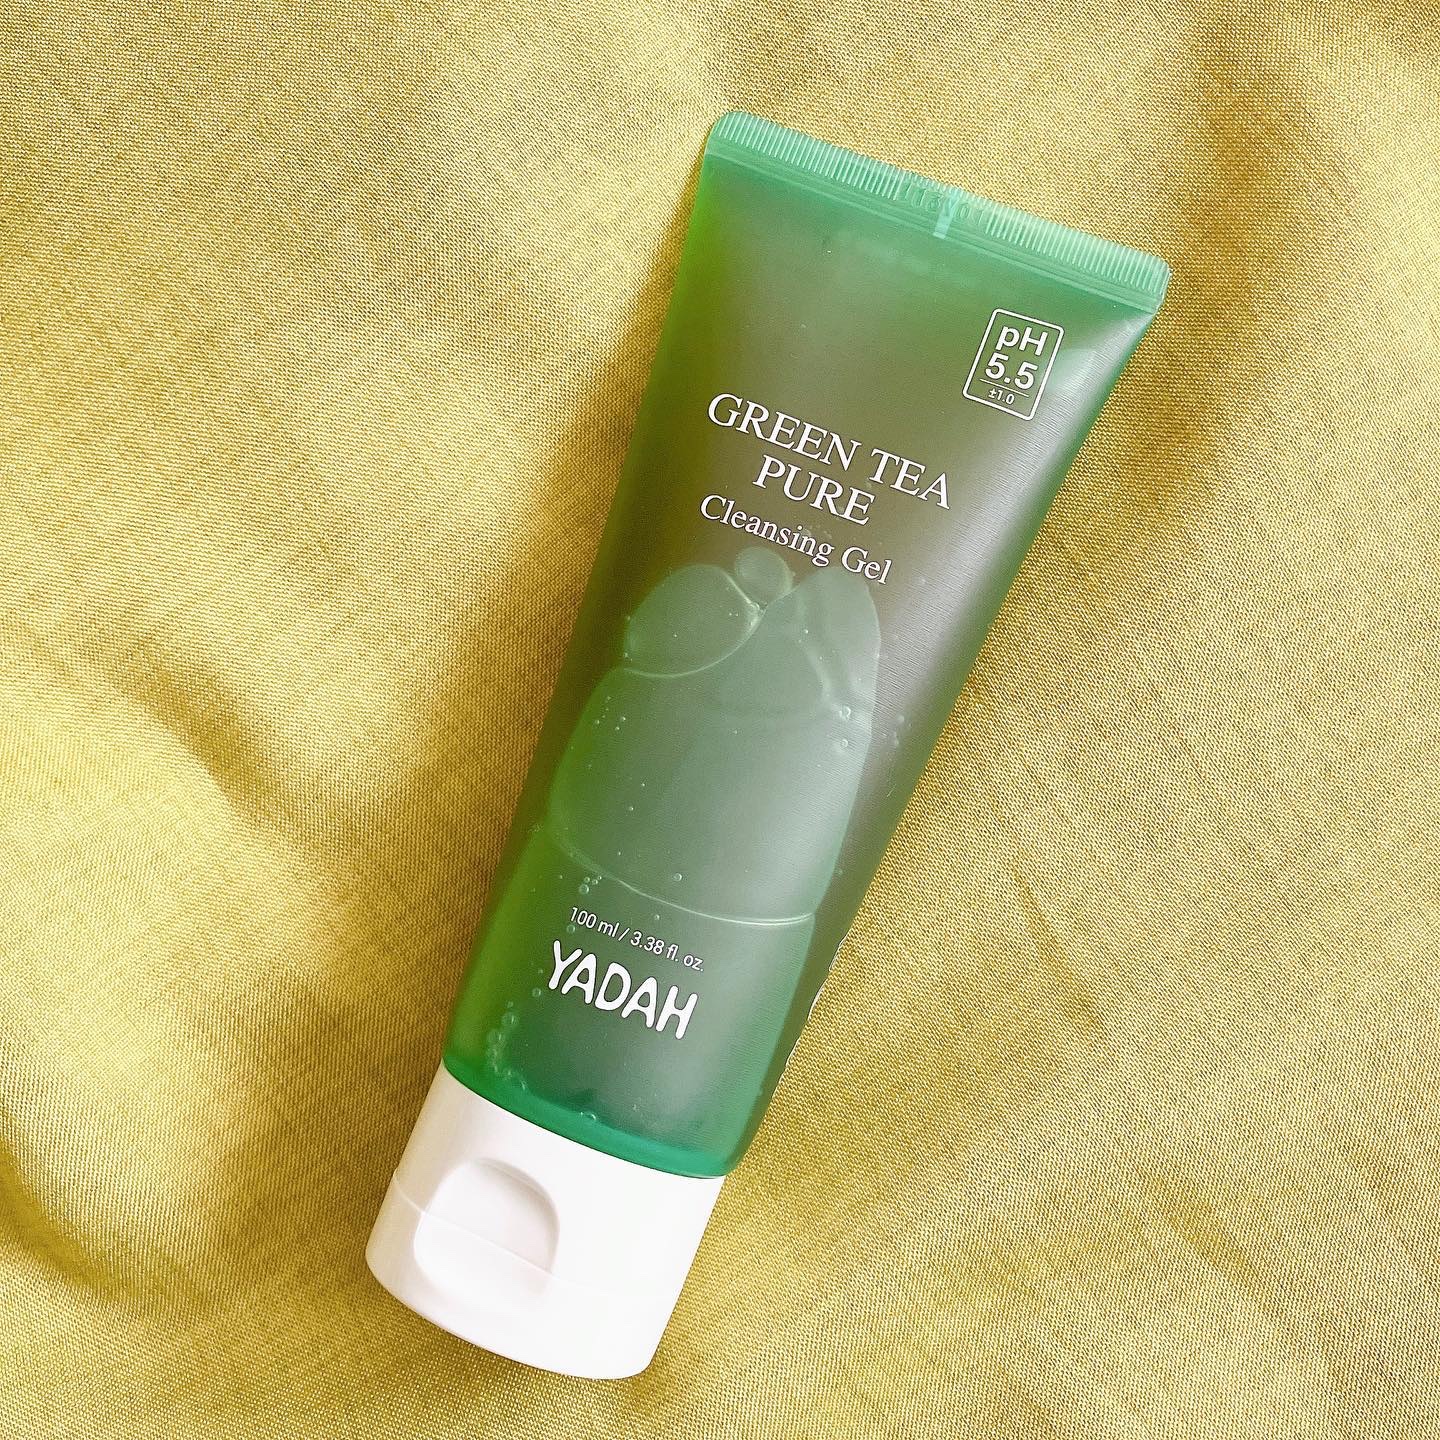 pH
5.5
±1.0
GREEN TEA
PURE
Cleansing Gel
100 ml / 3.38 fl. oz.
YADAH